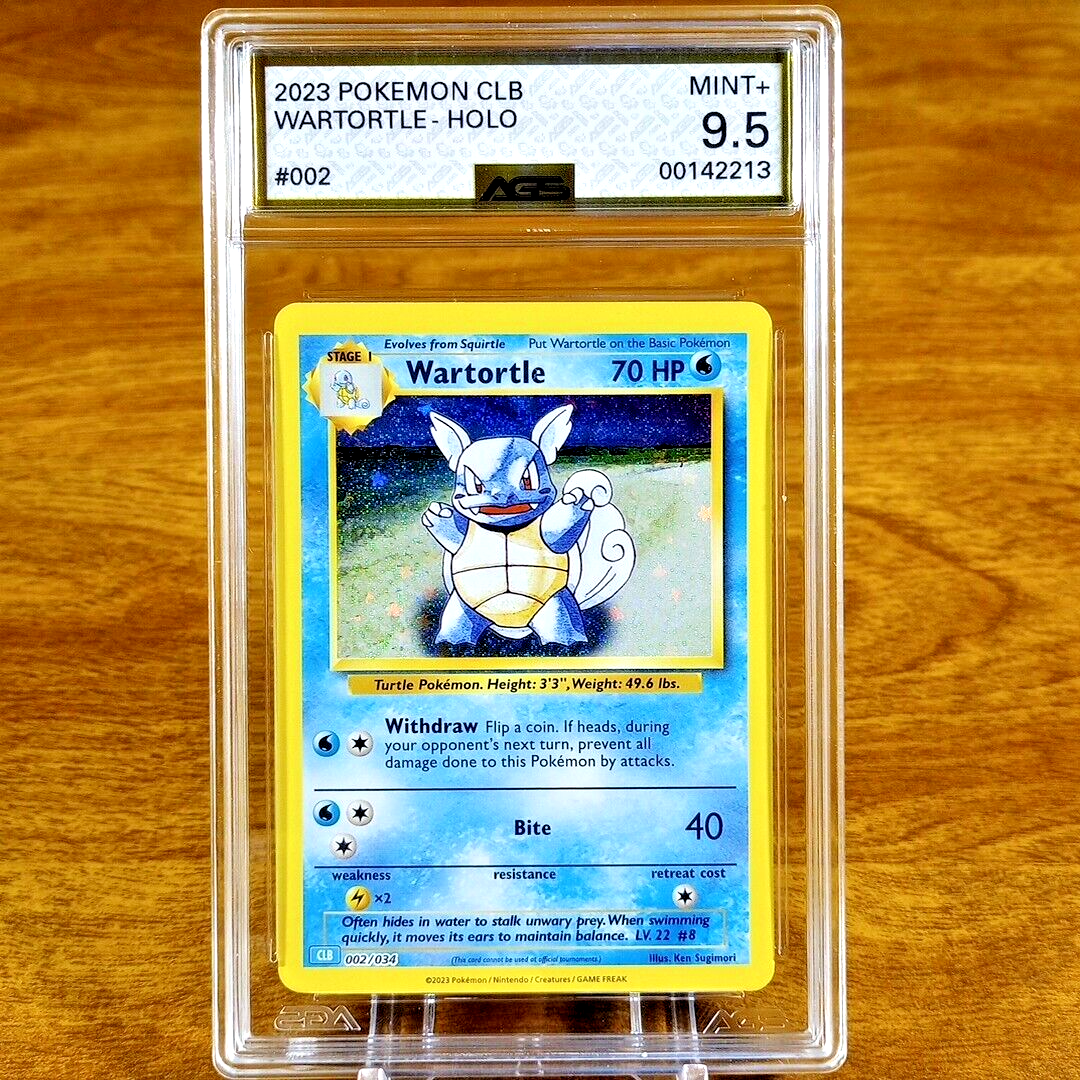 2023 POKEMON CLB
MINT+
WARTORTLE - HOLO
9.5
#002
AGS
00142213
STAGE 1
Evolves from Squirtle
Put Wartortle on the Basic Pokémon
Wartortle
70 HP
Turtle Pokémon. Height: 3'3", Weight: 49.6 lbs.
Withdraw Flip a coin. If heads, during
your opponent's next turn, prevent all
damage done to this Pokémon by attacks.
Bite
40
weakness
resistance
retreat cost
×2
Often hides in water to stalk unwary prey. When swimming
quickly, it moves its ears to maintain balance. LV. 22 #8
CLB
002/034
(This card cannot be used at official tournaments.)
Illus. Ken Sugimori
©2023 Pokémon / Nintendo / Creatures / GAME FREAK
AGS